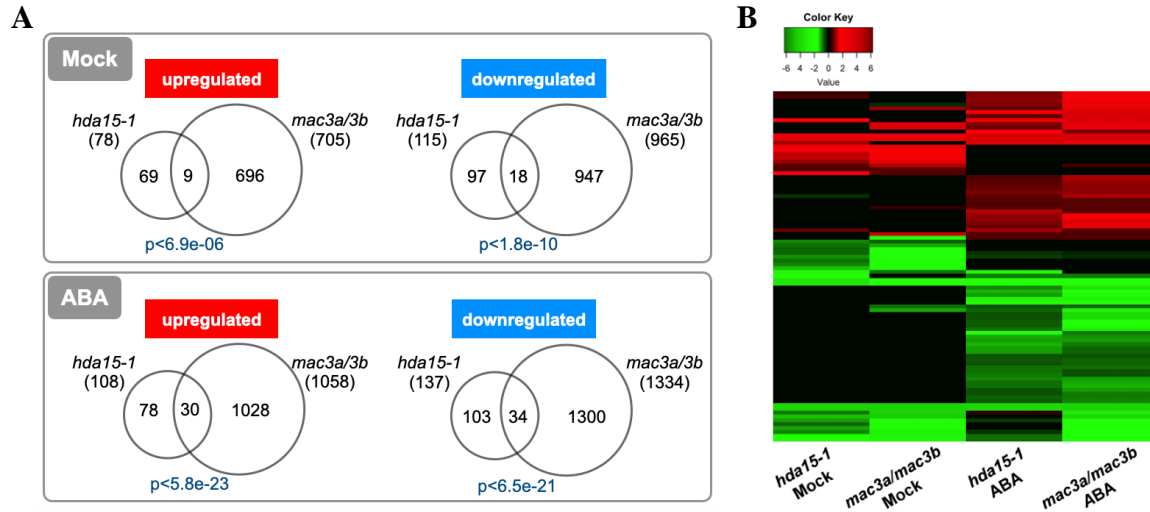 A
Mock
upregulated
downregulated
hda15-1
(78)
mac3a/3b
(705)
69
9
696
p<6.9e-06
hda15-1
(115)
mac3a/3b
(965)
97
18
947
p<1.8e-10
ABA
upregulated
downregulated
hda15-1
(108)
mac3a/3b
(1058)
78
30
1028
p<5.8e-23
hda15-1
(137)
mac3a/3b
(1334)
103
34
1300
p<6.5e-21
B
Color Key
-6 -4 -2 0 2 4 6
Value
hda15-1
Mock
mac3a/mac3b
Mock
hda15-1
ABA
mac3a/mac3b
ABA